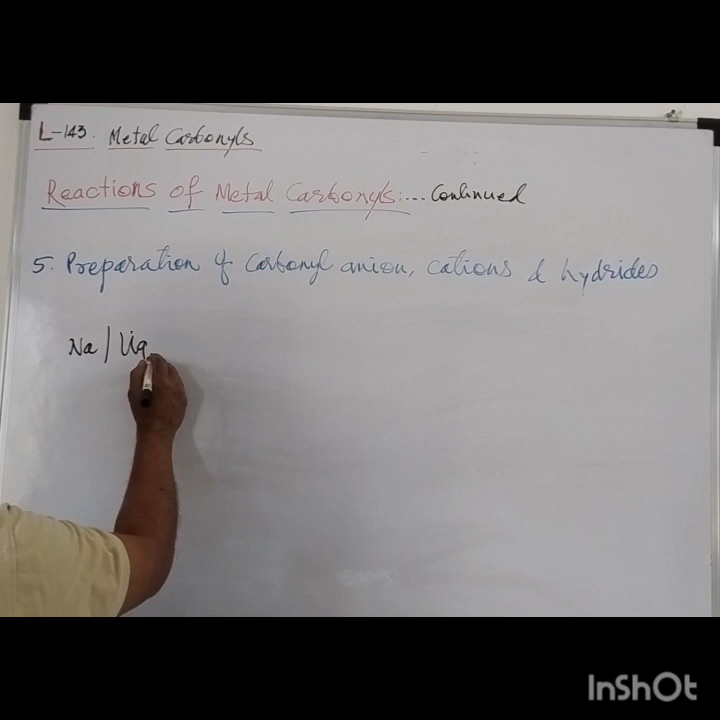 L-143. Metal Carbonyls
Reactions of Metal Carbonyls:... Continued
5. Preparation of Carbonyl anion, Cations & hydrides
Na / Liq
InShOt